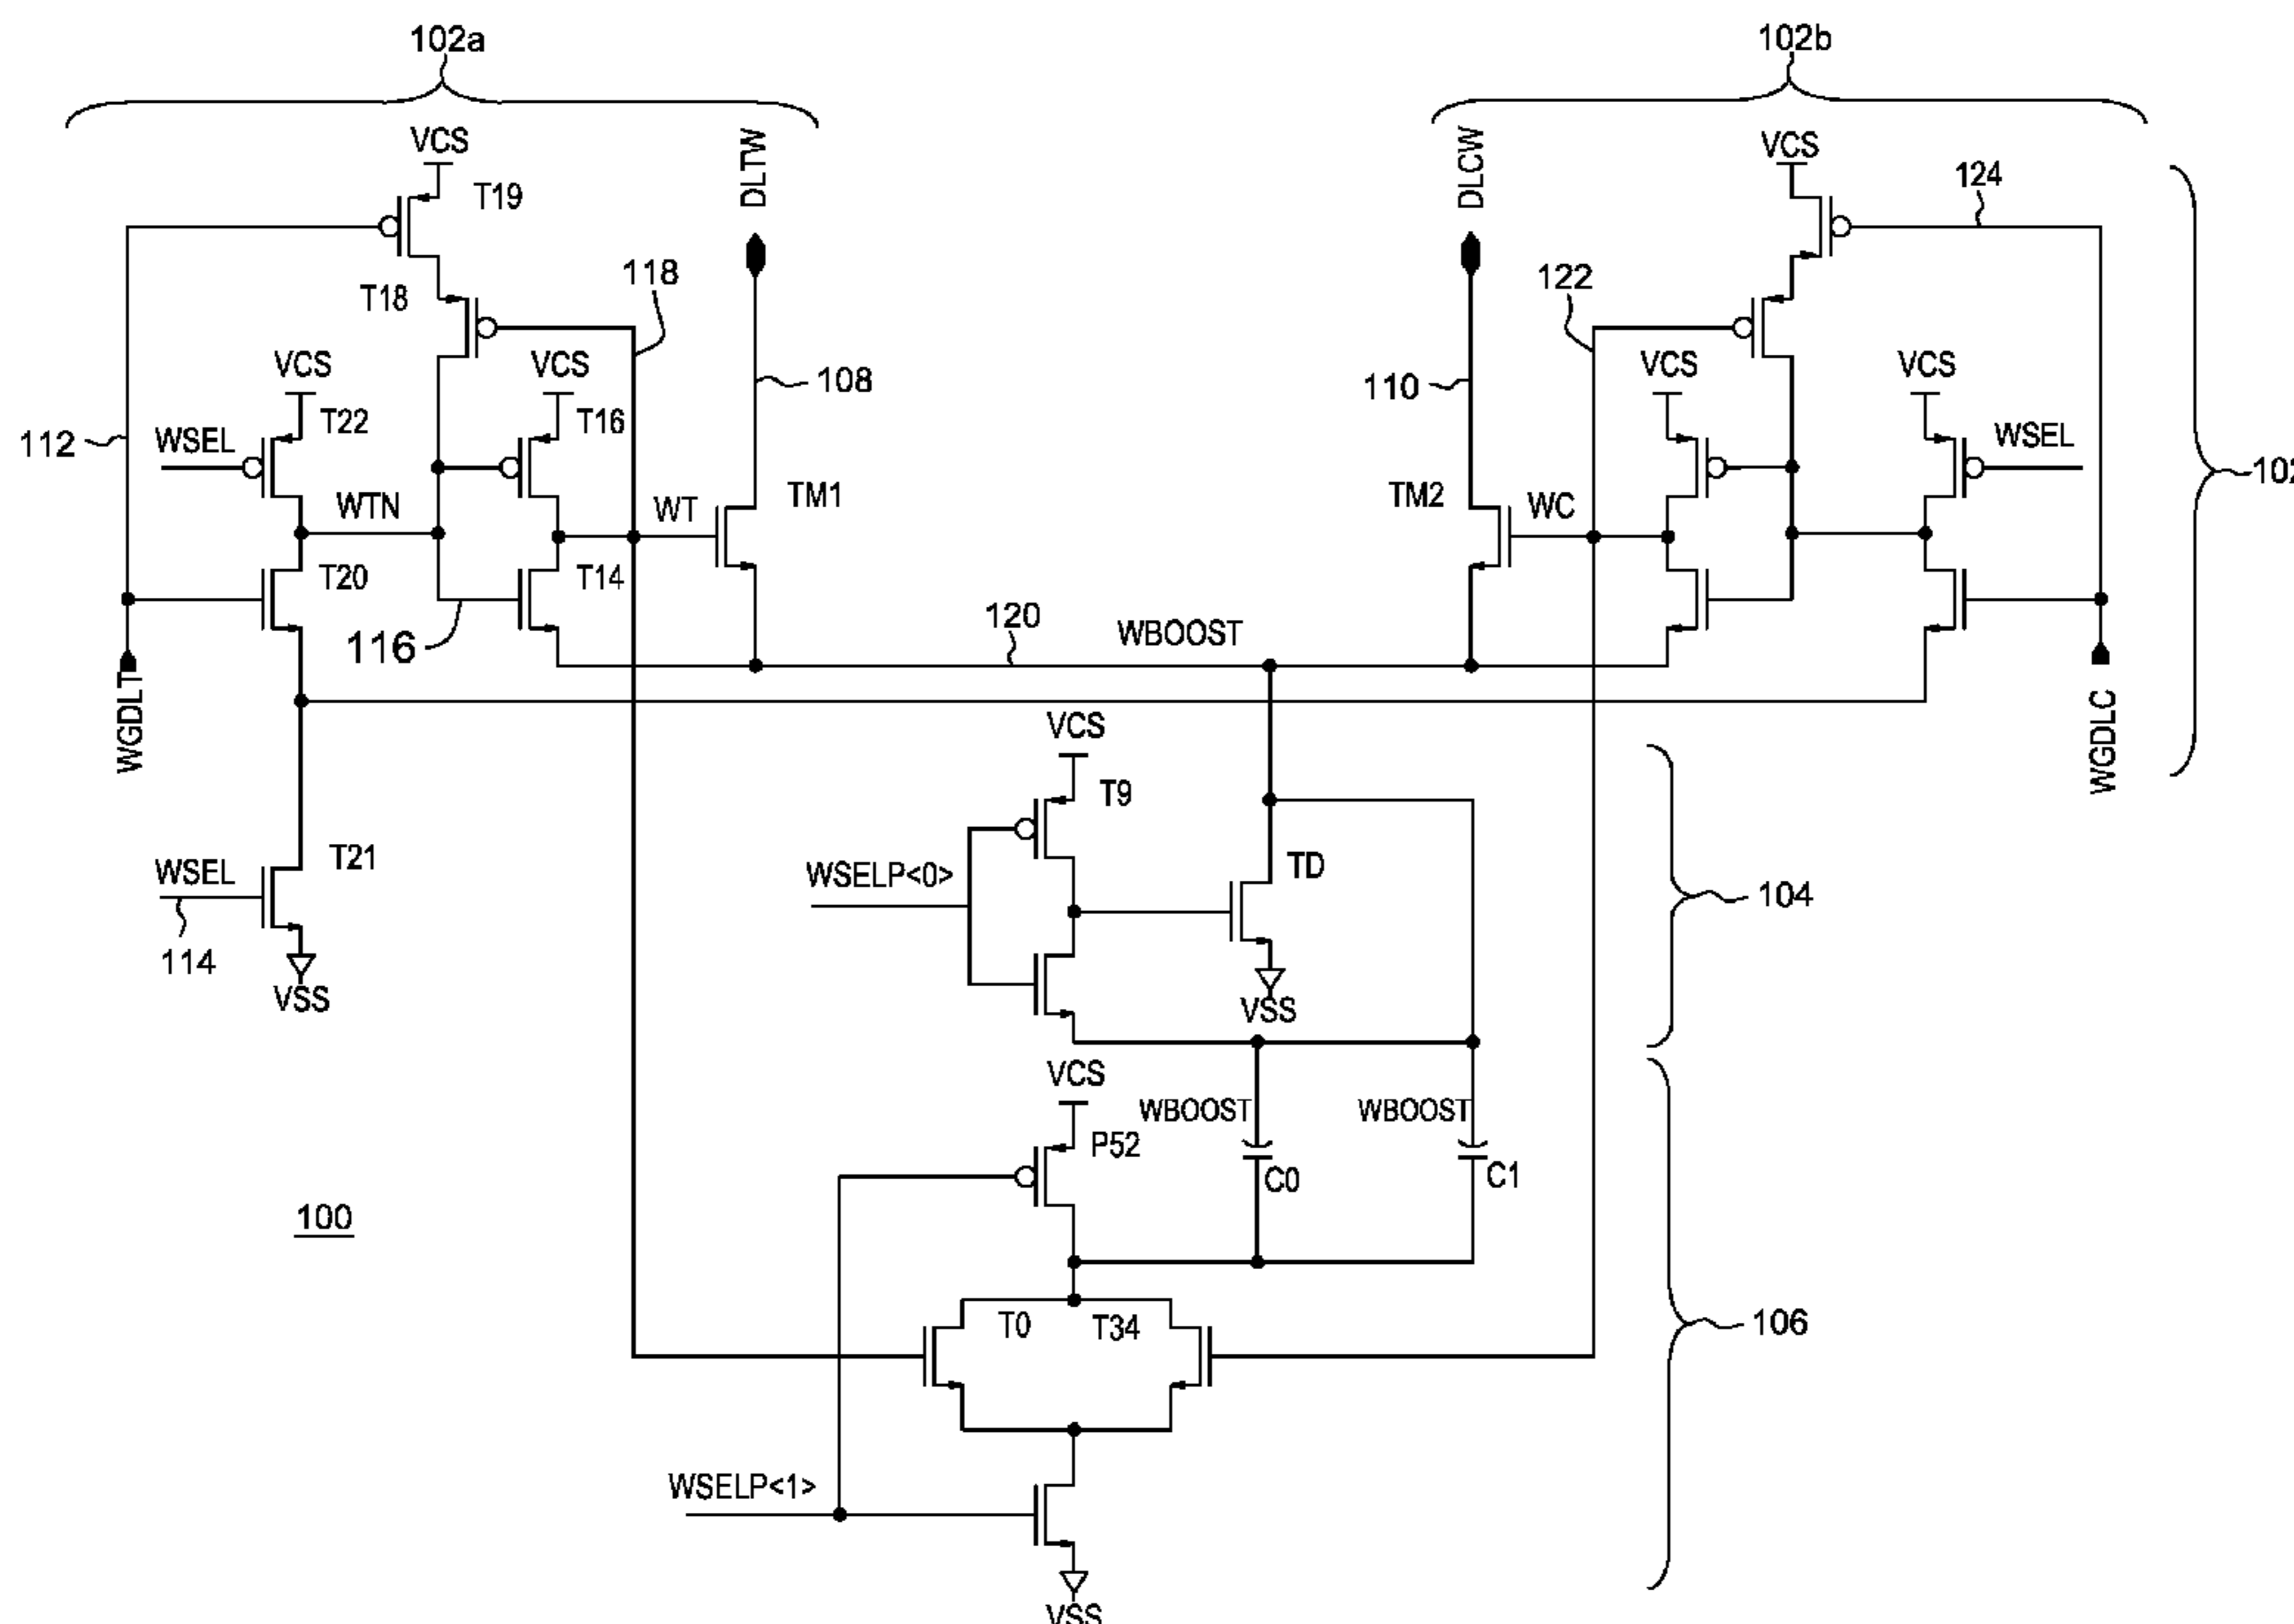 102a
102b
VCS
DLTW
DLCW
VCS
T19
124
118
122
T18
VCS
VCS
108
110
VCS
VCS
T22
T16
112
WSEL
WSEL
WTN
WT
TM1
TM2
WC
T20
T14
116
120
WBOOST
WGDLT
WGDLC
VCS
T9
WSEL
T21
WSELP<0>
TD
104
114
VSS
VSS
VCS
WBOOST
WBOOST
P52
C0
C1
100
T0
T34
106
WSELP<1>
VSS